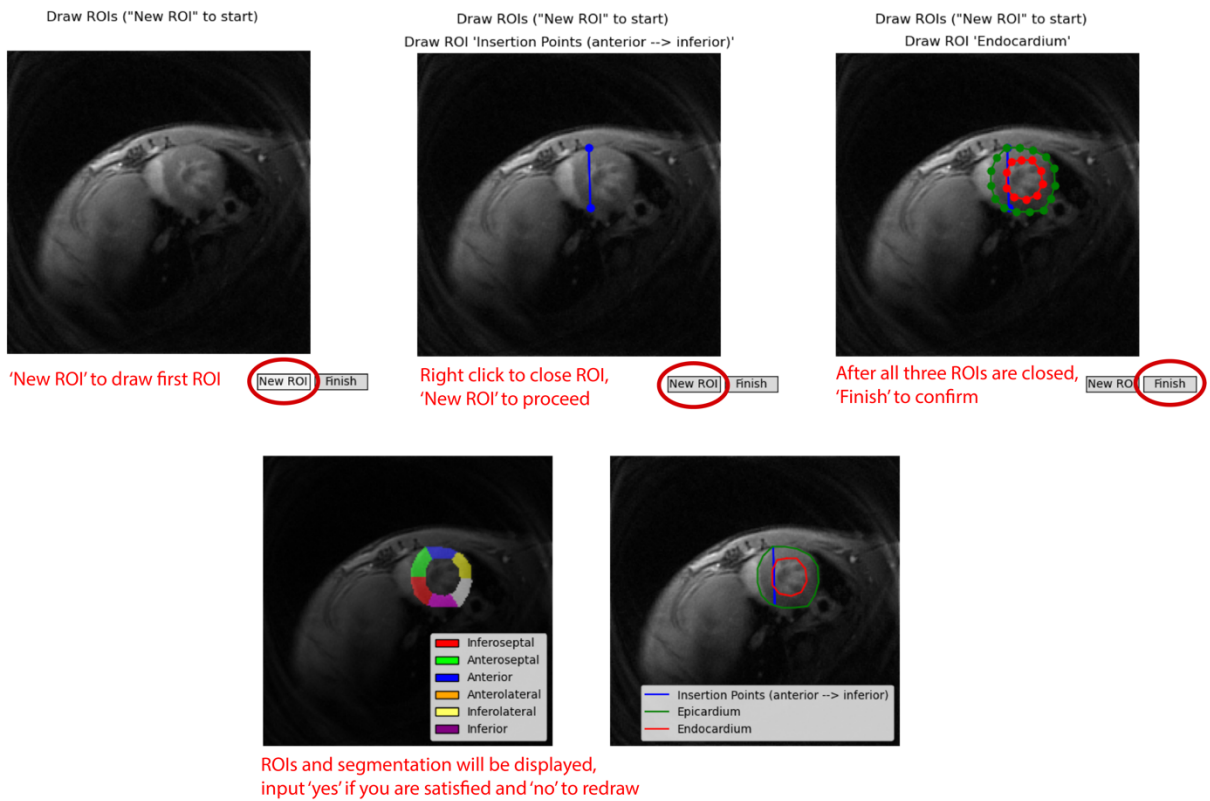 Draw ROIs ("New ROI" to start)
Draw ROIs ("New ROI" to start)
Draw ROI 'Insertion Points (anterior --> inferior)'
Draw ROIs ("New ROI" to start)
Draw ROI 'Endocardium'
'New ROI' to draw first ROI
New ROI
Finish
Right click to close ROI,
'New ROI' to proceed
New ROI
Finish
After all three ROIs are closed,
'Finish' to confirm
New ROI
Finish
Inferoseptal
Anteroseptal
Anterior
Anterolateral
Inferolateral
Inferior
Insertion Points (anterior --> inferior)
Epicardium
Endocardium
ROIs and segmentation will be displayed,
input 'yes' if you are satisfied and 'no' to redraw